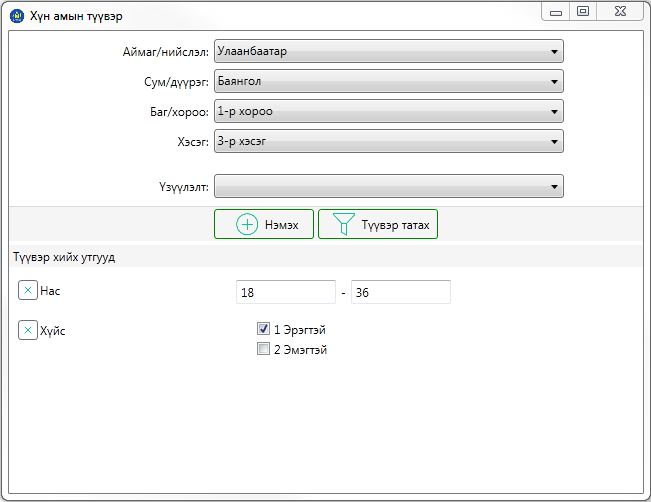 Хүн амын түүвэр
Аймаг/нийслэл: Улаанбаатар
Сум/дүүрэг: Баянгол
Баг/хороо: 1-р хороо
Хэсэг: 3-р хэсэг
Үзүүлэлт:
Нэмэх Түүвэр татах
Түүвэр хийх утгууд
Нас 18 - 36
Хүйс 1 Эрэгтэй
2 Эмэгтэй